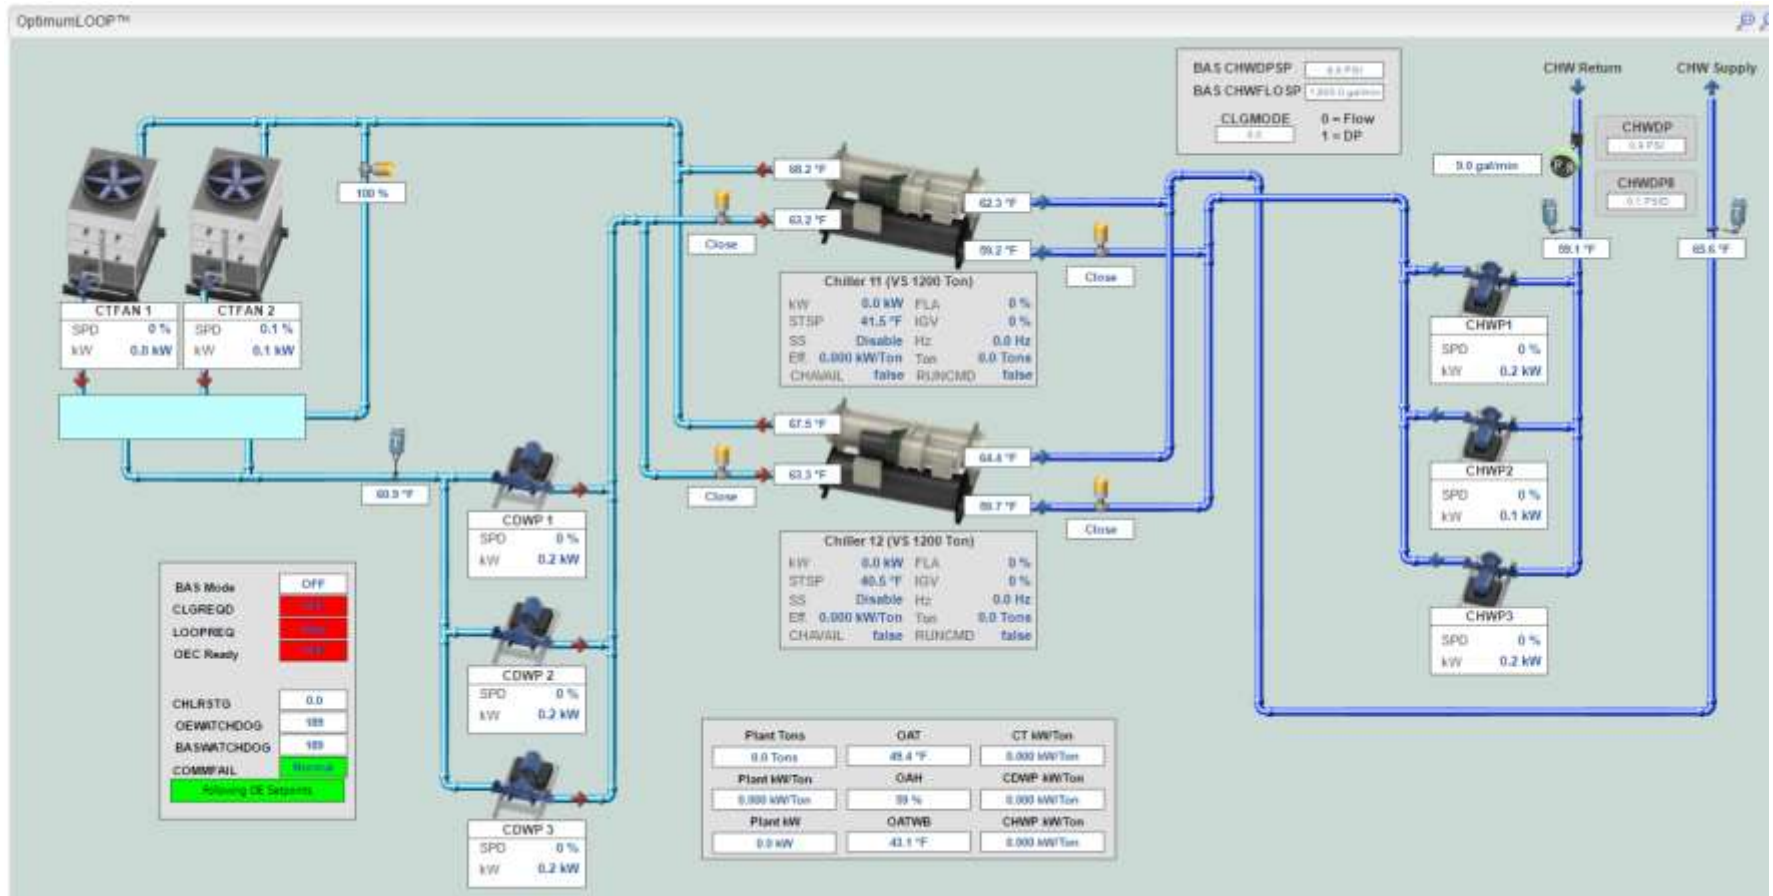 OptimumLOOP™
BAS CHWDPSP
BAS CHWFLOSP
CLGMODE 0 = Flow
1 = DP
CHW Return CHW Supply
CHWDP
0.0 gal/min
CHWDP8
59.1 °F 65.6 °F
100 %
68.2 °F
63.2 °F
62.3 °F
59.2 °F
Close
Close
Chiller 11 (VS 1200 Ton)
kW 0.0 kW FLA 0 %
STSP 41.5 °F IGV 0 %
SS Disable Hz 0.0 Hz
Eff. 0.000 kW/Ton Ton 0.0 Tons
CHAVAIL false RUNCMD false
CTFAN 1
SPD 0 %
kW 0.0 kW
CTFAN 2
SPD 0.1 %
kW 0.1 kW
67.5 °F
63.3 °F
64.4 °F
59.7 °F
Close
Close
Chiller 12 (VS 1200 Ton)
kW 0.0 kW FLA 0 %
STSP 40.5 °F IGV 0 %
SS Disable Hz 0.0 Hz
Eff. 0.000 kW/Ton Ton 0.0 Tons
CHAVAIL false RUNCMD false
CHWP1
SPD 0 %
kW 0.2 kW
CHWP2
SPD 0 %
kW 0.1 kW
CHWP3
SPD 0 %
kW 0.2 kW
60.9 °F
CDWP 1
SPD 0 %
kW 0.2 kW
CDWP 2
SPD 0 %
kW 0.2 kW
CDWP 3
SPD 0 %
kW 0.2 kW
BAS Mode OFF
CLGREQD
LOOPREQ
OEC Ready
CHLRSTG 0.0
OEWATCHDOG 189
BASWATCHDOG 189
COMMFAIL Normal
Following OE Setpoints
Plant Tons OAT CT kW/Ton
0.0 Tons 49.4 °F 0.000 kW/Ton
Plant kW/Ton OAH CDWP kW/Ton
0.000 kW/Ton 59 % 0.000 kW/Ton
Plant kW OATWB CHWP kW/Ton
0.0 kW 43.1 °F 0.000 kW/Ton